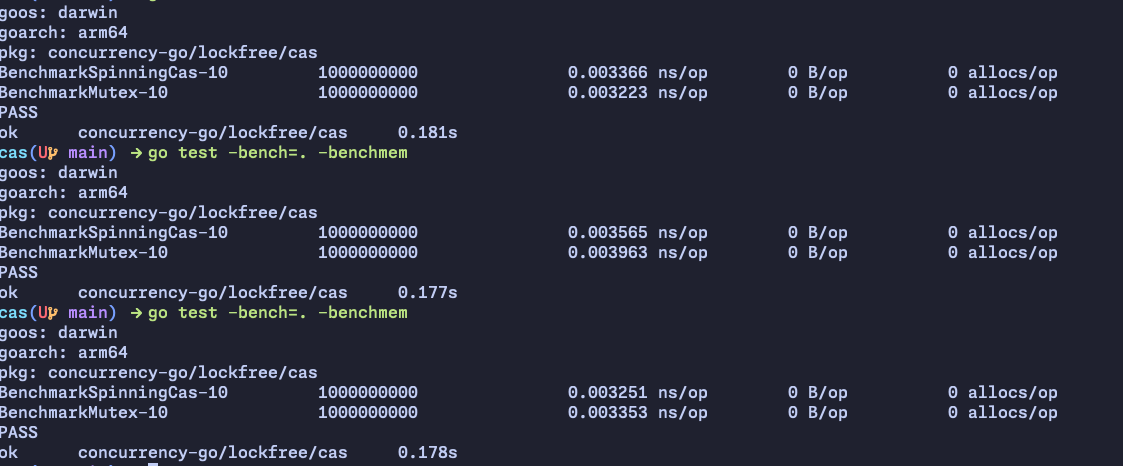 goos: darwin
goarch: arm64
pkg: concurrency-go/lockfree/cas
BenchmarkSpinningCas-10 1000000000 0.003366 ns/op 0 B/op 0 allocs/op
BenchmarkMutex-10 1000000000 0.003223 ns/op 0 B/op 0 allocs/op
PASS
ok concurrency-go/lockfree/cas 0.181s
cas(U main) → go test -bench=. -benchmem
goos: darwin
goarch: arm64
pkg: concurrency-go/lockfree/cas
BenchmarkSpinningCas-10 1000000000 0.003565 ns/op 0 B/op 0 allocs/op
BenchmarkMutex-10 1000000000 0.003963 ns/op 0 B/op 0 allocs/op
PASS
ok concurrency-go/lockfree/cas 0.177s
cas(U main) → go test -bench=. -benchmem
goos: darwin
goarch: arm64
pkg: concurrency-go/lockfree/cas
BenchmarkSpinningCas-10 1000000000 0.003251 ns/op 0 B/op 0 allocs/op
BenchmarkMutex-10 1000000000 0.003353 ns/op 0 B/op 0 allocs/op
PASS
ok concurrency-go/lockfree/cas 0.178s